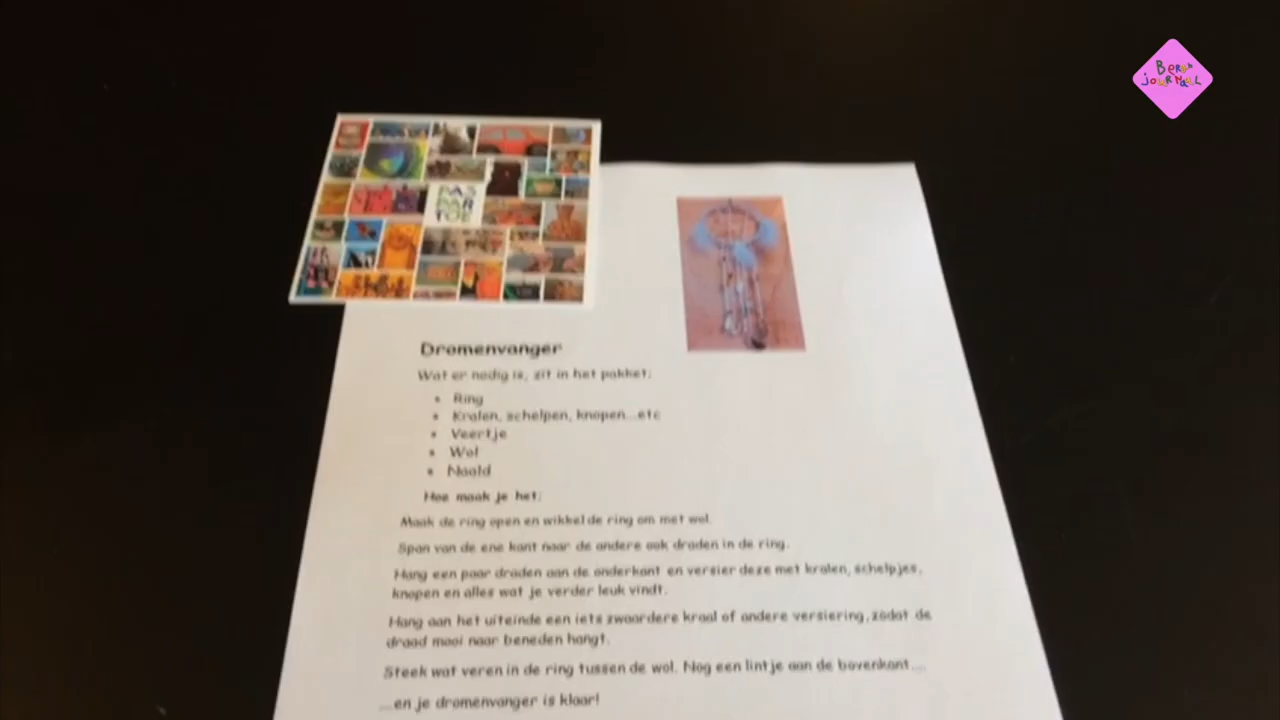 Bergh
jouRNaL
PAS
PAR
TOE
Dromenvanger
Wat er nodig is, zit in het pakket:
• Ring
• Kralen, schelpen, knopen...etc
• Veertje
• Wol
• Naald
Hoe maak je het:
Maak de ring open en wikkel de ring om met wol.
Span van de ene kant naar de andere ook draden in de ring.
Hang een paar draden aan de onderkant en versier deze met kralen, schelpjes,
knopen en alles wat je verder leuk vindt.
Hang aan het uiteinde een iets zwaardere kraal of andere versiering, zodat de
draad mooi naar beneden hangt.
Steek wat veren in de ring tussen de wol. Nog een lintje aan de bovenkant....
...en je dromenvanger is klaar!